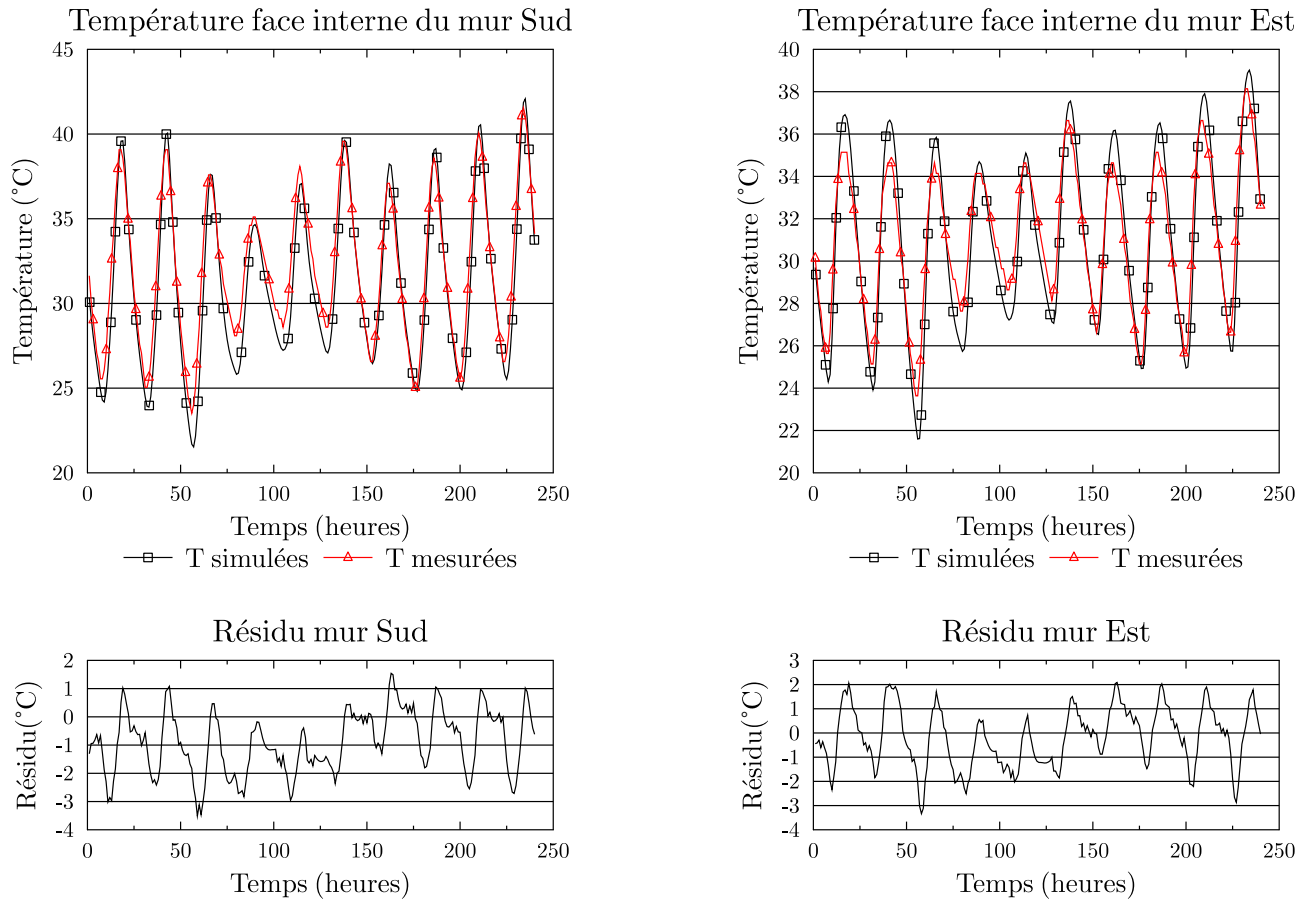 Température face interne du mur Sud
45
40
35
30
25
20
Température (°C)
0 50 100 150 200 250
Temps (heures)
T simulées T mesurées
Température face interne du mur Est
40
38
36
34
32
30
28
26
24
22
20
Température (°C)
0 50 100 150 200 250
Temps (heures)
T simulées T mesurées
Résidu mur Sud
2
1
0
-1
-2
-3
-4
Résidu(°C)
0 50 100 150 200 250
Temps (heures)
Résidu mur Est
3
2
1
0
-1
-2
-3
-4
Résidu(°C)
0 50 100 150 200 250
Temps (heures)